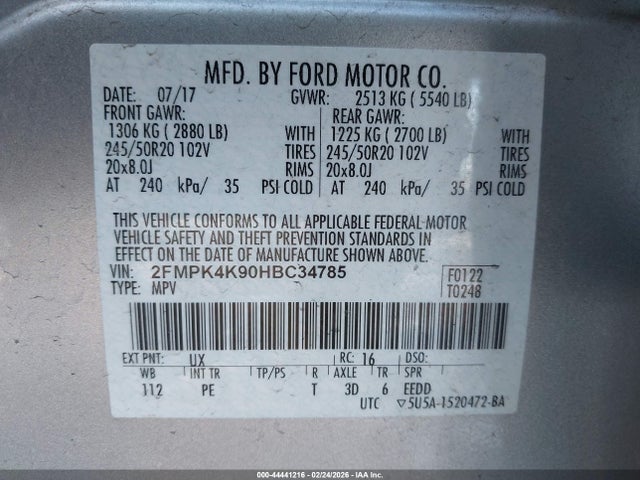 MFD. BY FORD MOTOR CO.
DATE: 07/17 GVWR: 2513 KG ( 5540 LB)
FRONT GAWR: REAR GAWR:
1306 KG ( 2880 LB) WITH 1225 KG ( 2700 LB) WITH
245/50R20 102V TIRES 245/50R20 102V TIRES
20x8.0J RIMS 20x8.0J RIMS
AT 240 kPa/ 35 PSI COLD AT 240 kPa/ 35 PSI COLD
THIS VEHICLE CONFORMS TO ALL APPLICABLE FEDERAL MOTOR
VEHICLE SAFETY AND THEFT PREVENTION STANDARDS IN
EFFECT ON THE DATE OF MANUFACTURE SHOWN ABOVE.
VIN: 2FMPK4K90HBC34785 F0122
TYPE: MPV T0248
EXT PNT: UX RC: 16 DSO:
WB INT TR TP/PS R AXLE TR SPR
112 PE T 3D 6 EEDD
UTC ▽5U5A-1520472-BA
000-44441216 - 02/24/2026 - IAA Inc.